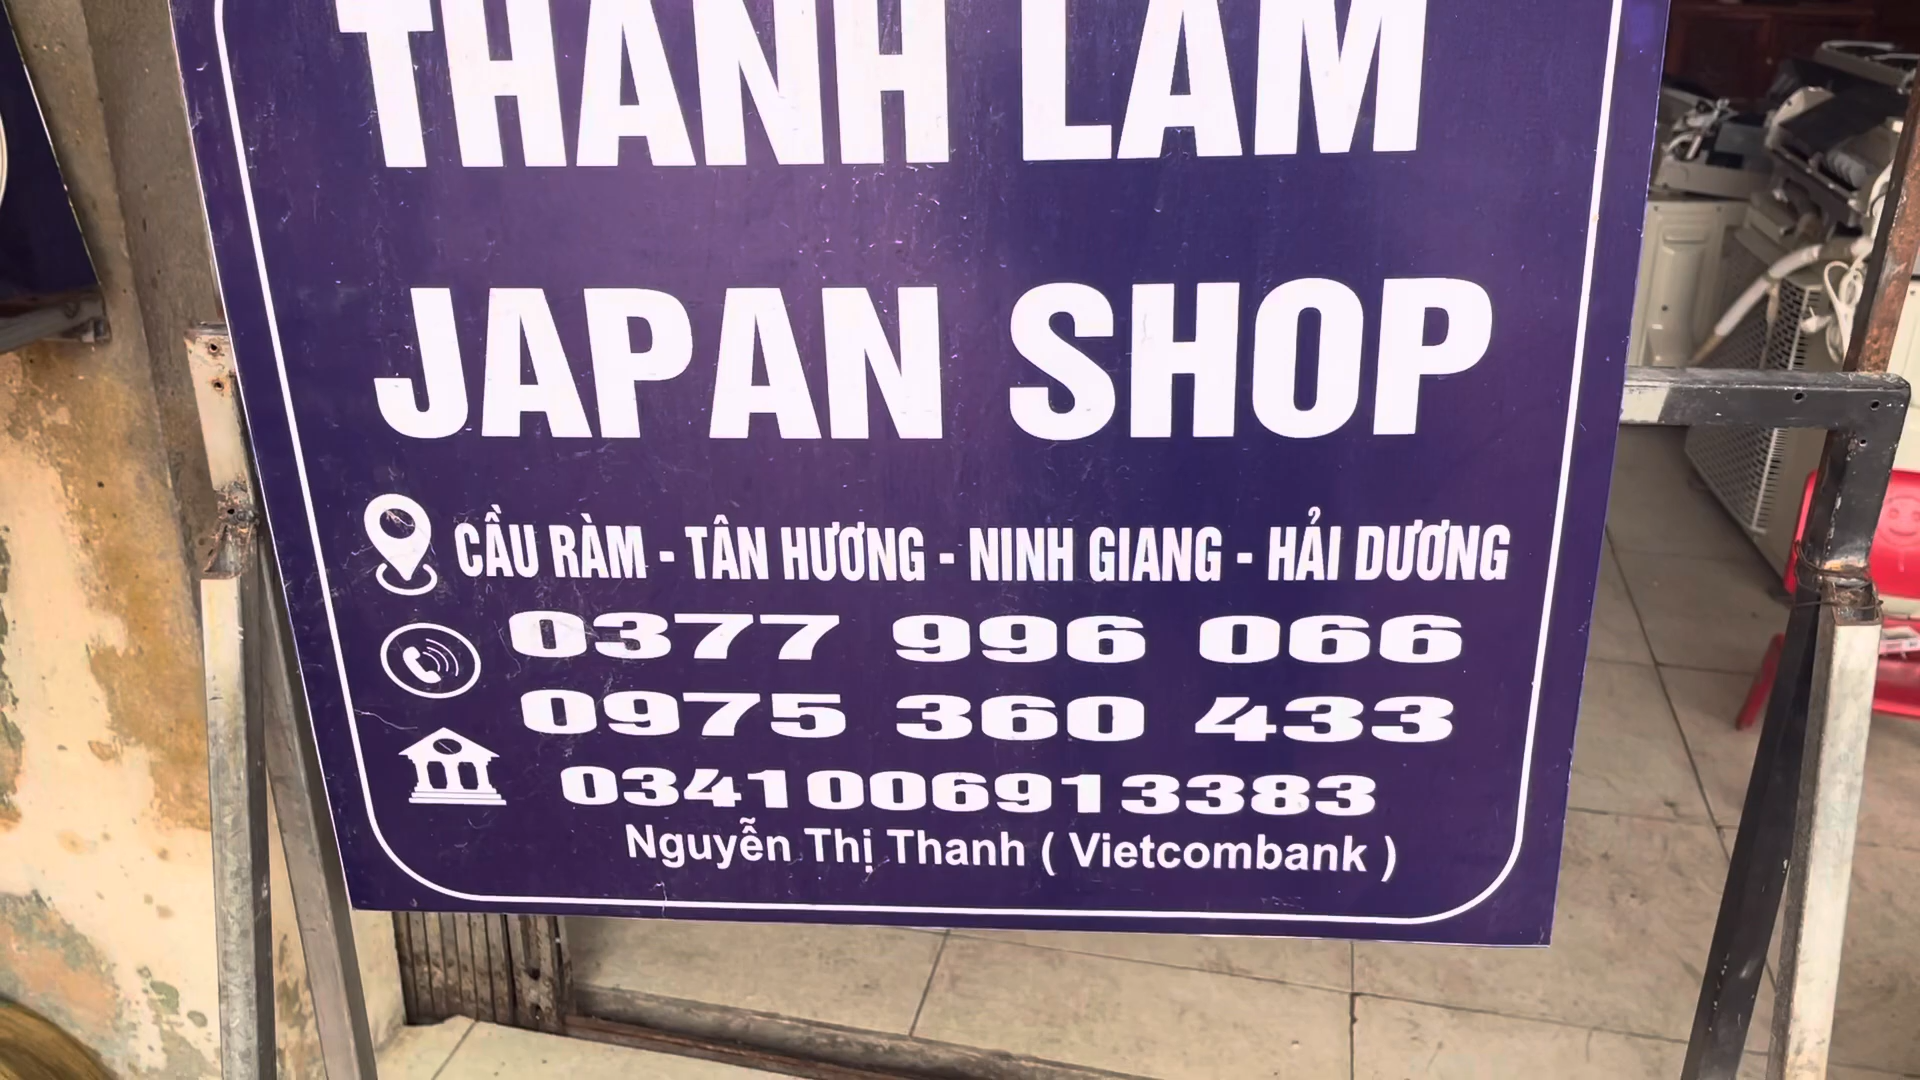 THANH LAM
JAPAN SHOP
CẦU RÀM - TÂN HƯƠNG - NINH GIANG - HẢI DƯƠNG
0377 996 066
0975 360 433
0341006913383
Nguyễn Thị Thanh ( Vietcombank )